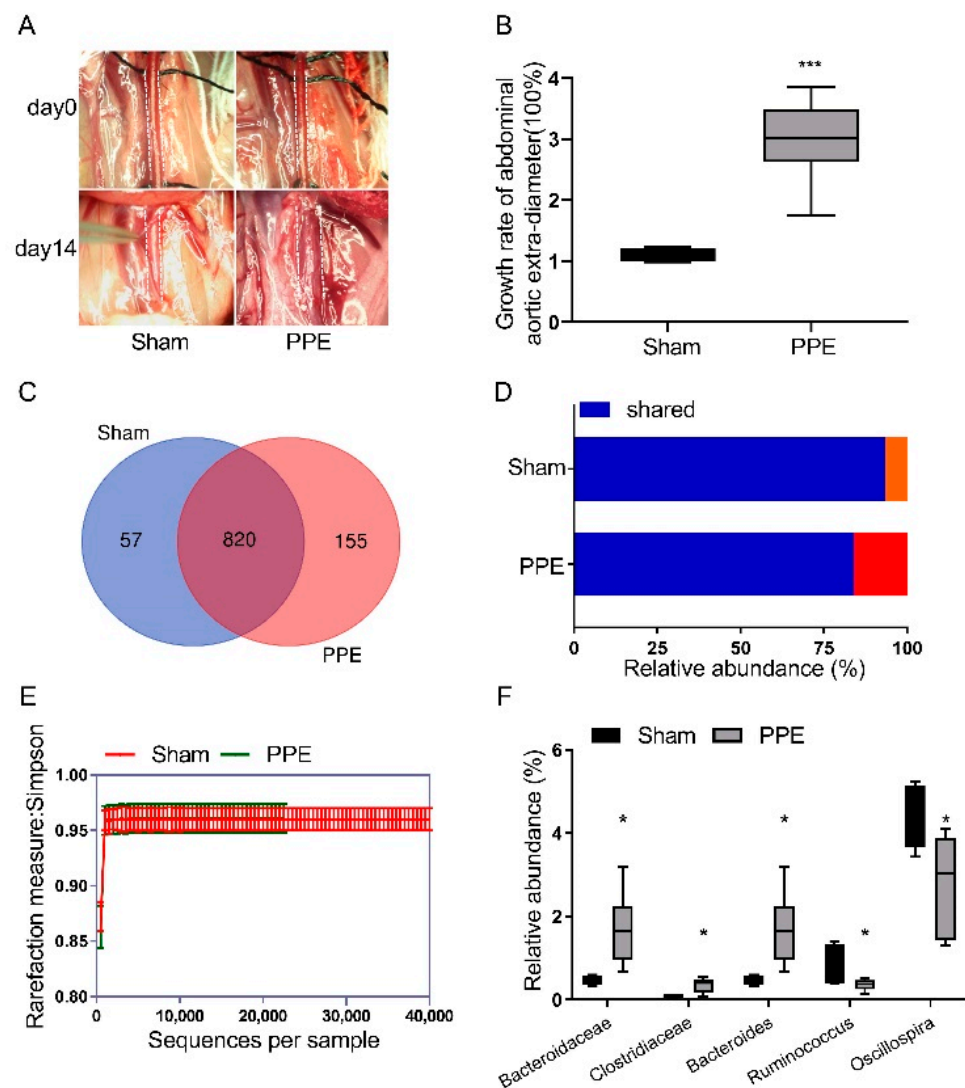 A
day0
day14
Sham PPE
B
Growth rate of abdominal
aortic extra-diameter(100%)
4
3
2
1
0
***
Sham PPE
C
Sham
57 820 155
PPE
D
shared
Sham
PPE
0 25 50 75 100
Relative abundance (%)
E
Sham PPE
Rarefaction measure:Simpson
1.00
0.95
0.90
0.85
0.80
0 10,000 20,000 30,000 40,000
Sequences per sample
F
Sham PPE
Relative abundance (%)
6
4
2
0
* * * * *
Bacteroidaceae
Clostridiaceae
Bacteroides
Ruminococcus
Oscillospira